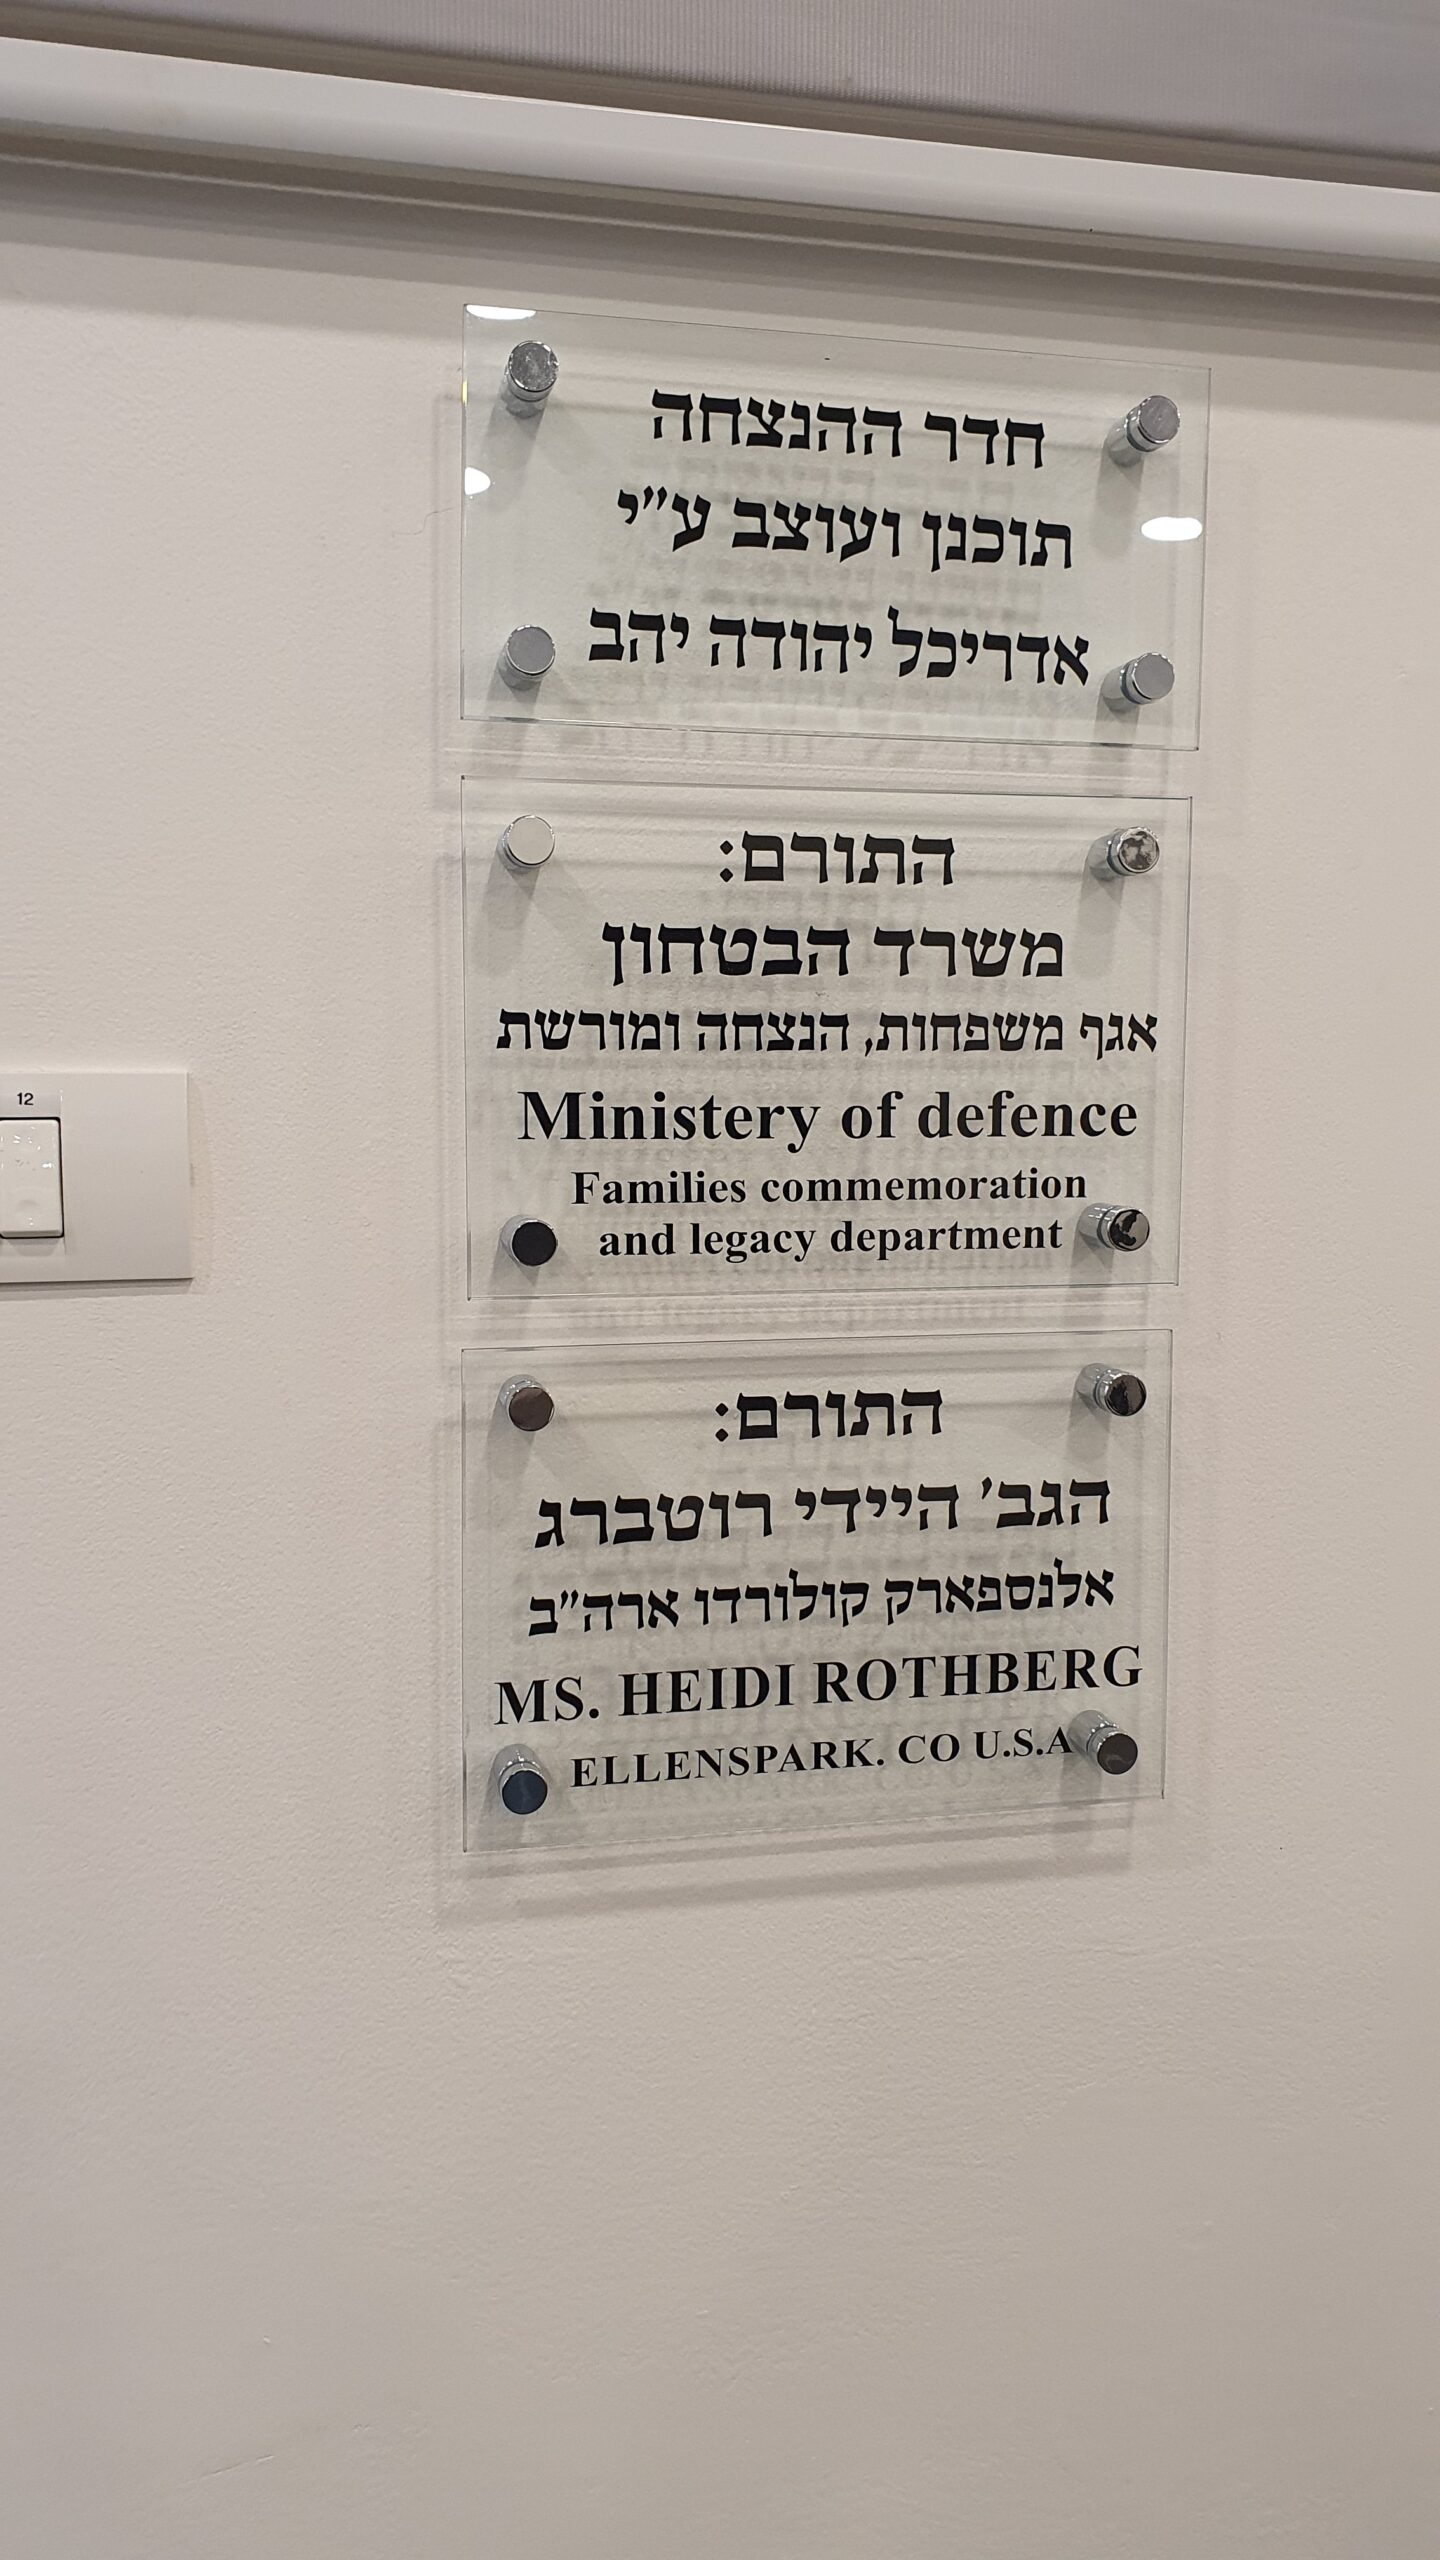 חדר ההנצחה
תוכנן ועוצב ע"י
אדריכל יהודה יהב
התורם:
משרד הבטחון
אגף משפחות, הנצחה ומורשת
Ministery of defence
Families commemoration
and legacy department
12
התורם:
הגב' היידי רוטברג
אלנספארק קולורדו ארה"ב
MS. HEIDI ROTHBERG
ELLENSPARK. CO U.S.A